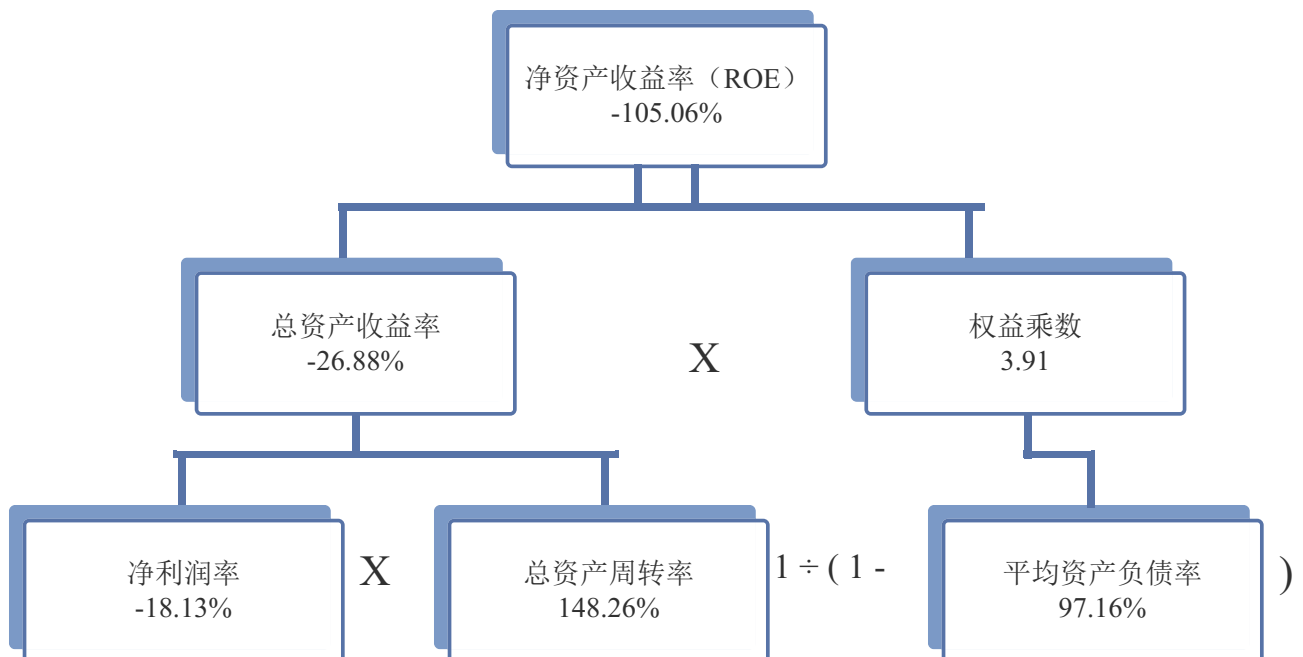 净资产收益率（ROE）
-105.06%
总资产收益率
-26.88%
X
权益乘数
3.91
净利润率
-18.13%
X
总资产周转率
148.26%
1 ÷ ( 1 -
平均资产负债率
97.16%
)